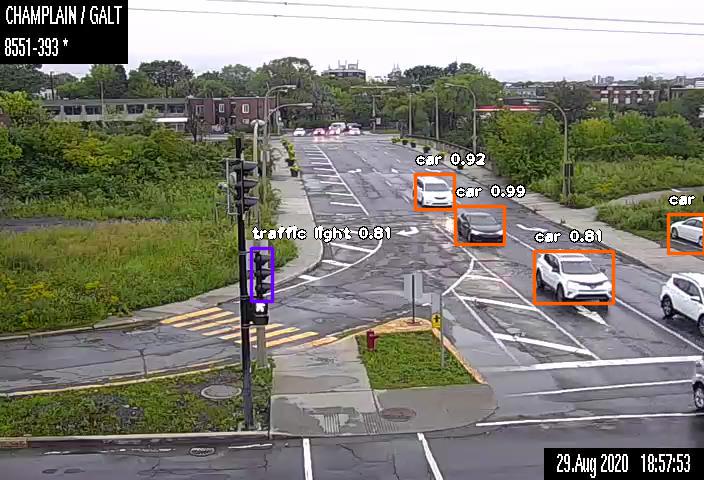 CHAMPLAIN / GALT
8551-393 *
car 0.92
car 0.99
traffic light 0.81
car 0.81
car
29.Aug 2020 18:57:53